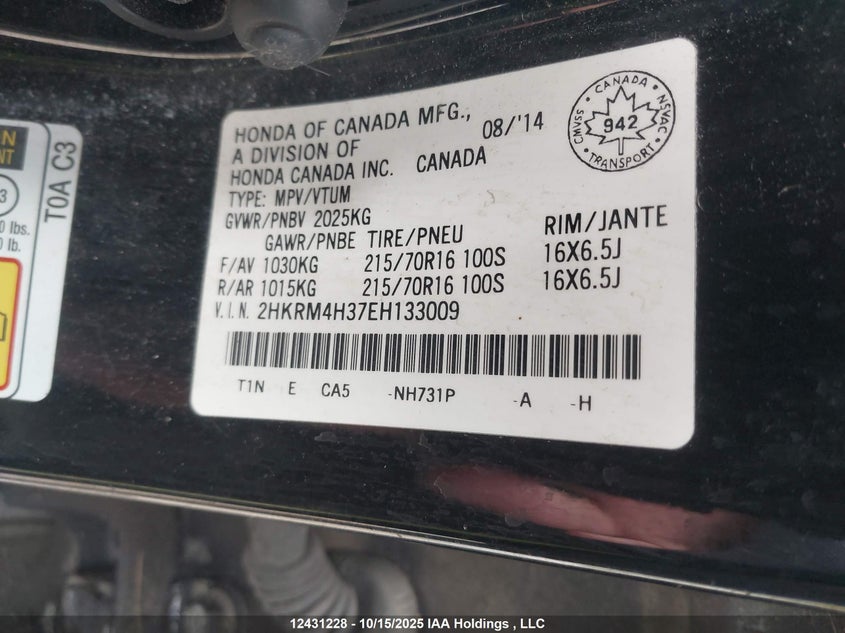 HONDA OF CANADA MFG., 08/'14
A DIVISION OF
HONDA CANADA INC. CANADA
TYPE: MPV/VTUM
GVWR/PNBV 2025KG
GAWR/PNBE TIRE/PNEU RIM/JANTE
F/AV 1030KG 215/70R16 100S 16X6.5J
R/AR 1015KG 215/70R16 100S 16X6.5J
V.I.N. 2HKRM4H37EH133009
T1N E CA5 -NH731P -A -H
CANADA
CMVSS 942 NSVAC
TRANSPORT
T0A C3
lbs.
lb.
12431228 - 10/15/2025 IAA Holdings , LLC